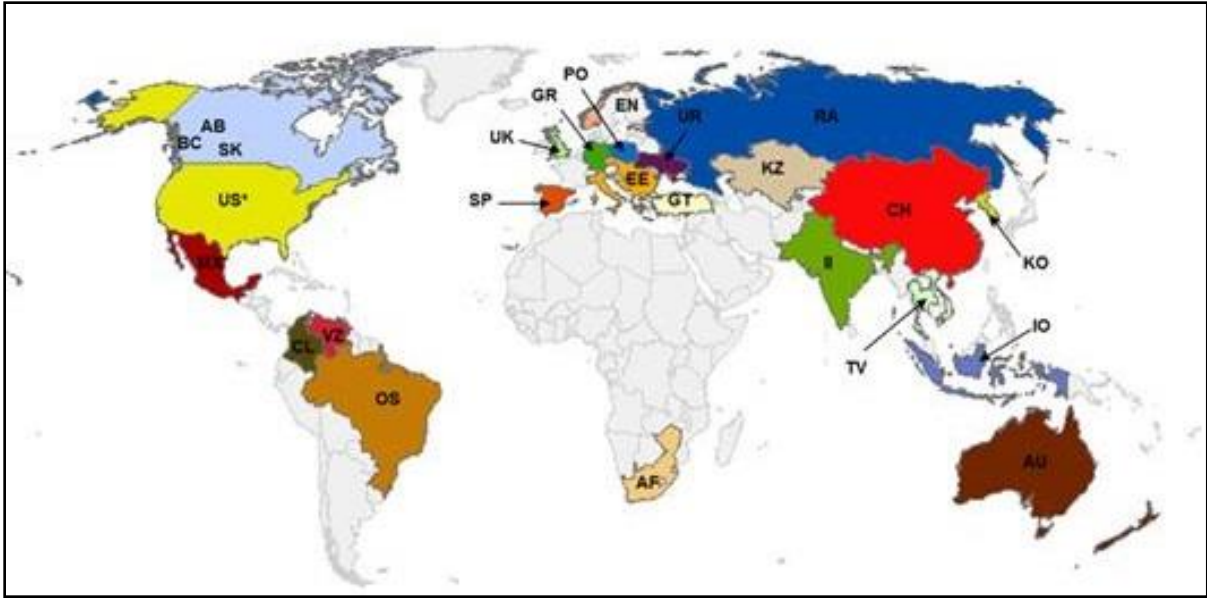 PO
GR
EN
UK
UR
RA
AB
BC
SK
KZ
EE
US*
SP
GT
CH
KO
II
MX
IO
VZ
CL
TV
OS
AU
AF